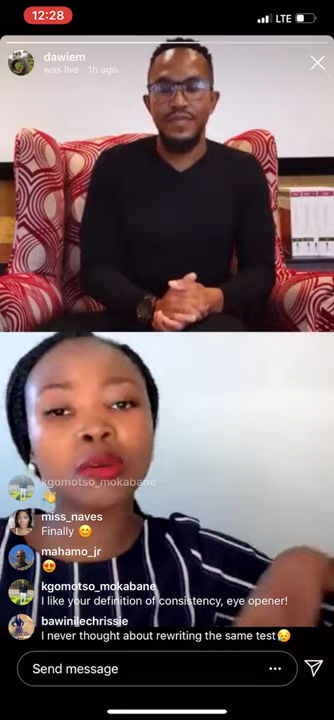 12:28
LTE
dawiem
was live · 1h ago
kgomotso_mokabane
👏
miss_naves
Finally 😊
mahamo_jr
😍
kgomotso_mokabane
I like your definition of consistency, eye opener!
bawinilechrissie
I never thought about rewriting the same test😥
Send message